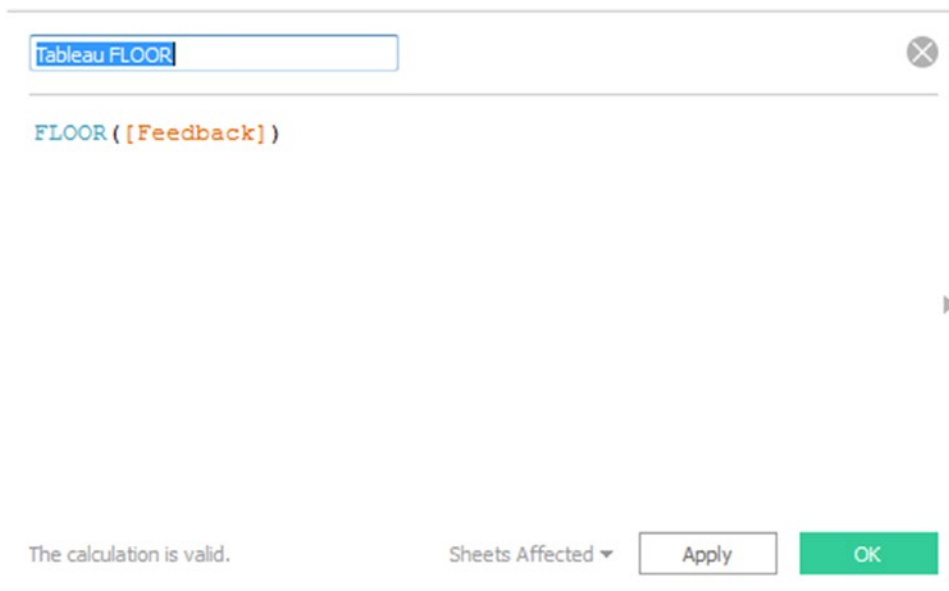 Tableau FLOOR
FLOOR([Feedback])
The calculation is valid.
Sheets Affected
Apply
OK